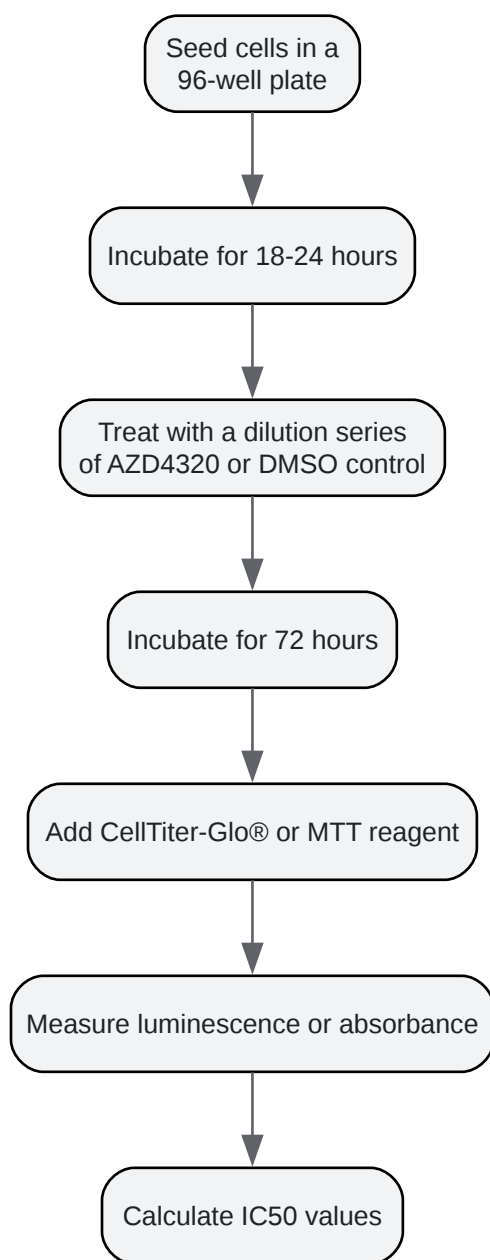 Seed cells in a
96-well plate
Incubate for 18-24 hours
Treat with a dilution series
of AZD4320 or DMSO control
Incubate for 72 hours
Add CellTiter-Glo® or MTT reagent
Measure luminescence or absorbance
Calculate IC50 values